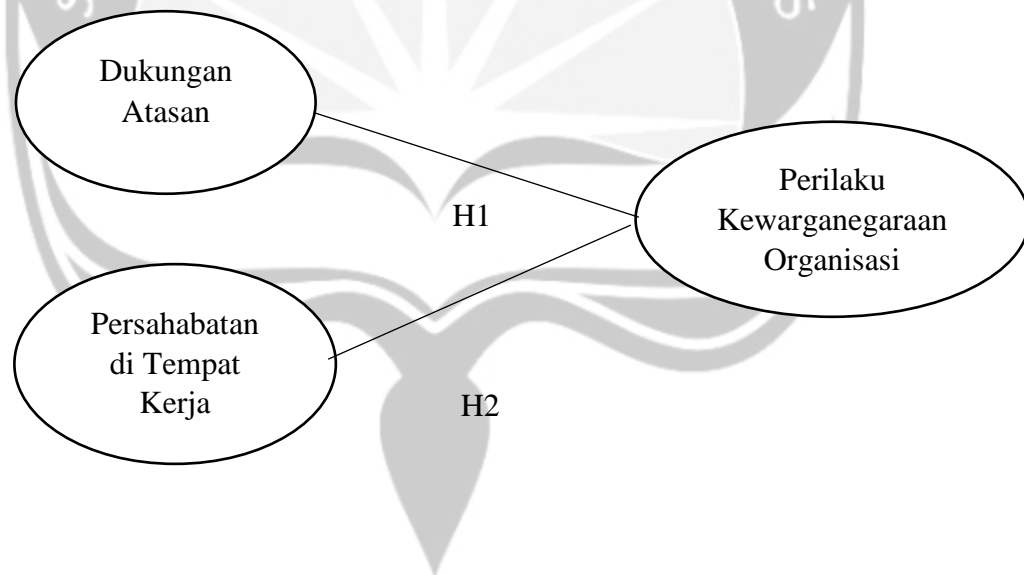 Dukungan
Atasan
Perilaku
Kewarganegaraan
Organisasi
H1
Persahabatan
di Tempat
Kerja
H2